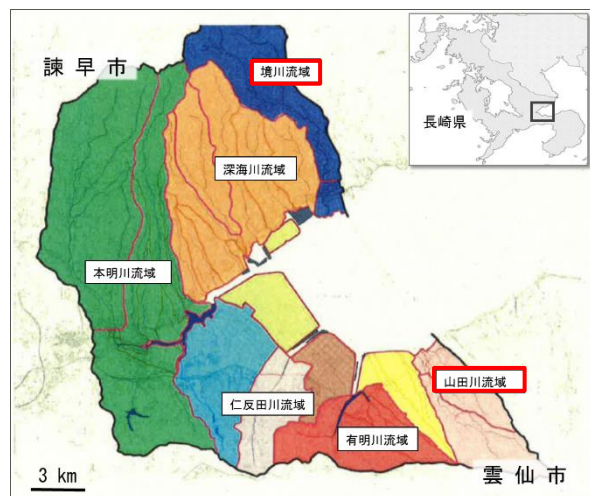 諫早市
境川流域
長崎県
深海川流域
本明川流域
山田川流域
仁反田川流域
有明川流域
3 km
雲仙市